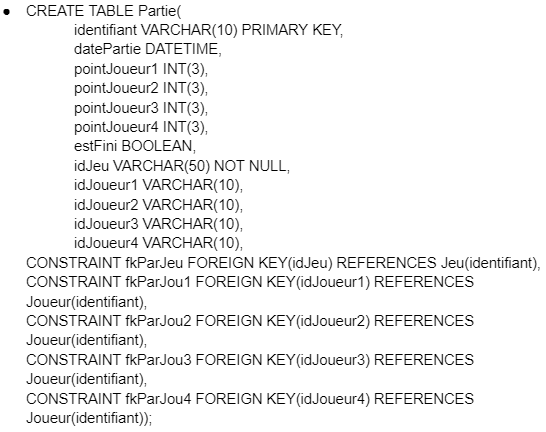 ● CREATE TABLE Partie(
identifiant VARCHAR(10) PRIMARY KEY,
datePartie DATETIME,
pointJoueur1 INT(3),
pointJoueur2 INT(3),
pointJoueur3 INT(3),
pointJoueur4 INT(3),
estFini BOOLEAN,
idJeu VARCHAR(50) NOT NULL,
idJoueur1 VARCHAR(10),
idJoueur2 VARCHAR(10),
idJoueur3 VARCHAR(10),
idJoueur4 VARCHAR(10),
CONSTRAINT fkParJeu FOREIGN KEY(idJeu) REFERENCES Jeu(identifiant),
CONSTRAINT fkParJou1 FOREIGN KEY(idJoueur1) REFERENCES
Joueur(identifiant),
CONSTRAINT fkParJou2 FOREIGN KEY(idJoueur2) REFERENCES
Joueur(identifiant),
CONSTRAINT fkParJou3 FOREIGN KEY(idJoueur3) REFERENCES
Joueur(identifiant),
CONSTRAINT fkParJou4 FOREIGN KEY(idJoueur4) REFERENCES
Joueur(identifiant));